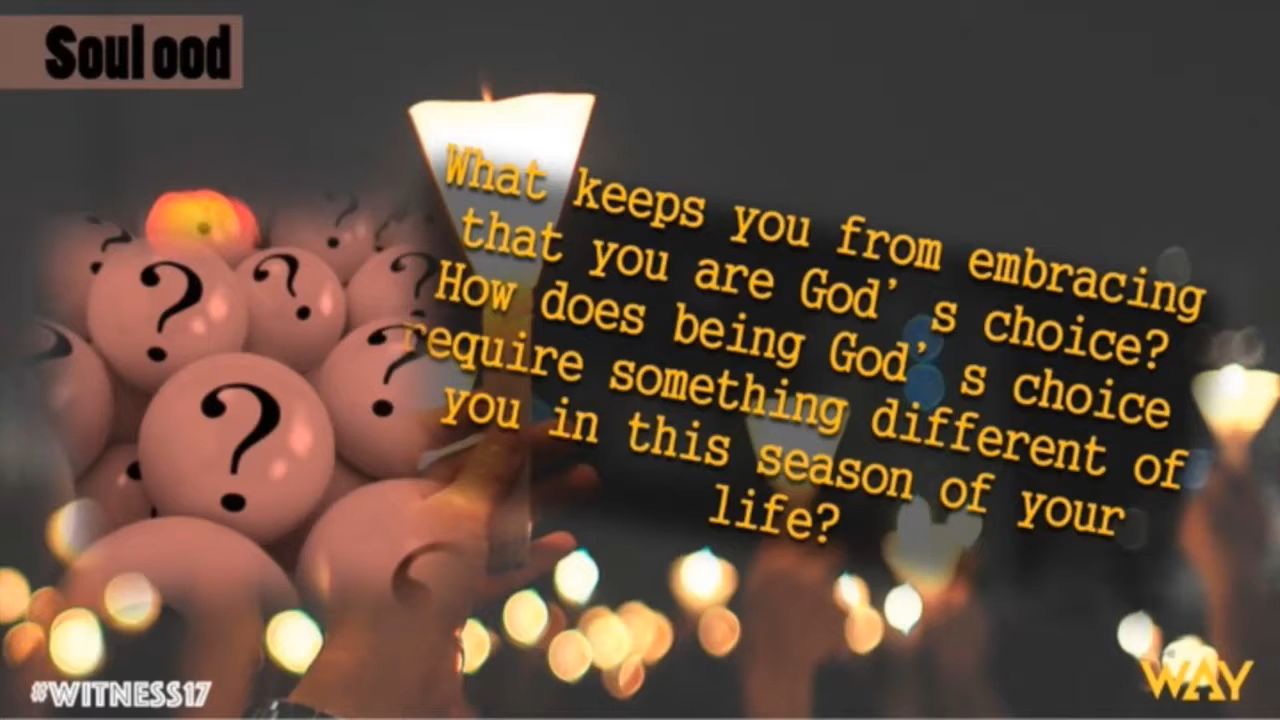 Soul ood
What keeps you from embracing
that you are God's choice?
How does being God's choice
require something different of
you in this season of your
life?
#WITNESS17
WAY